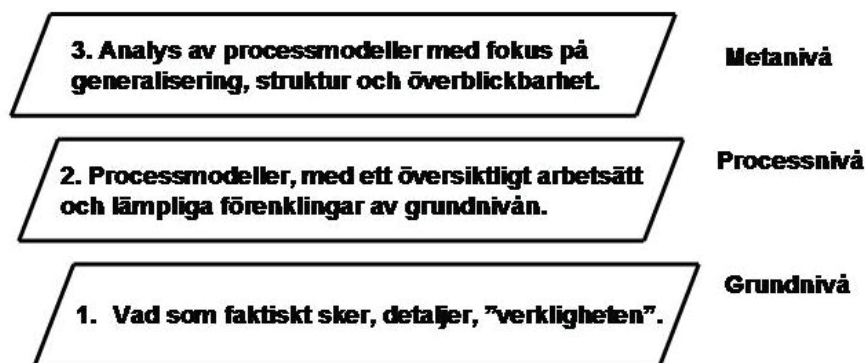 3. Analys av processmodeller med fokus på
generalisering, struktur och överblickbarhet.
Metanivå
Processnivå
2. Processmodeller, med ett översiktligt arbetsätt
och lämpliga förenklingar av grundnivån.
Grundnivå
1. Vad som faktiskt sker, detaljer, ”verkligheten”.